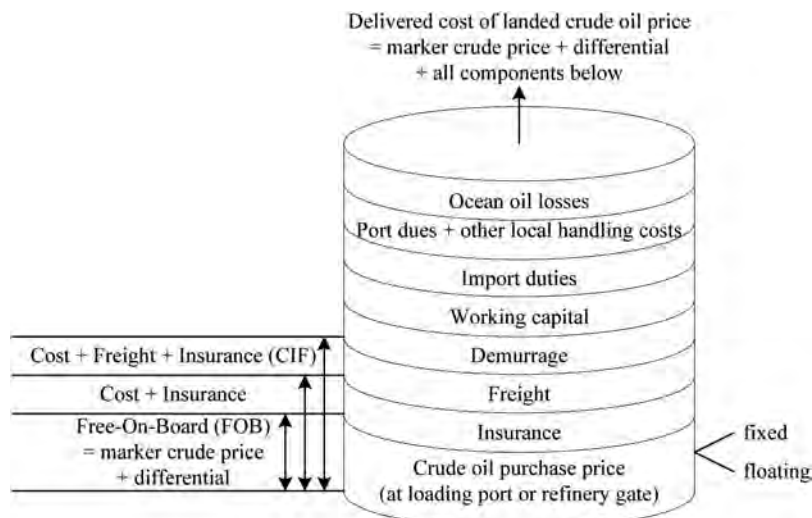 Delivered cost of landed crude oil price
= marker crude price + differential
+ all components below
Ocean oil losses
Port dues + other local handling costs
Import duties
Working capital
Demurrage
Freight
Insurance
Crude oil purchase price
(at loading port or refinery gate)
Cost + Freight + Insurance (CIF)
Cost + Insurance
Free-On-Board (FOB)
= marker crude price
+ differential
fixed
floating